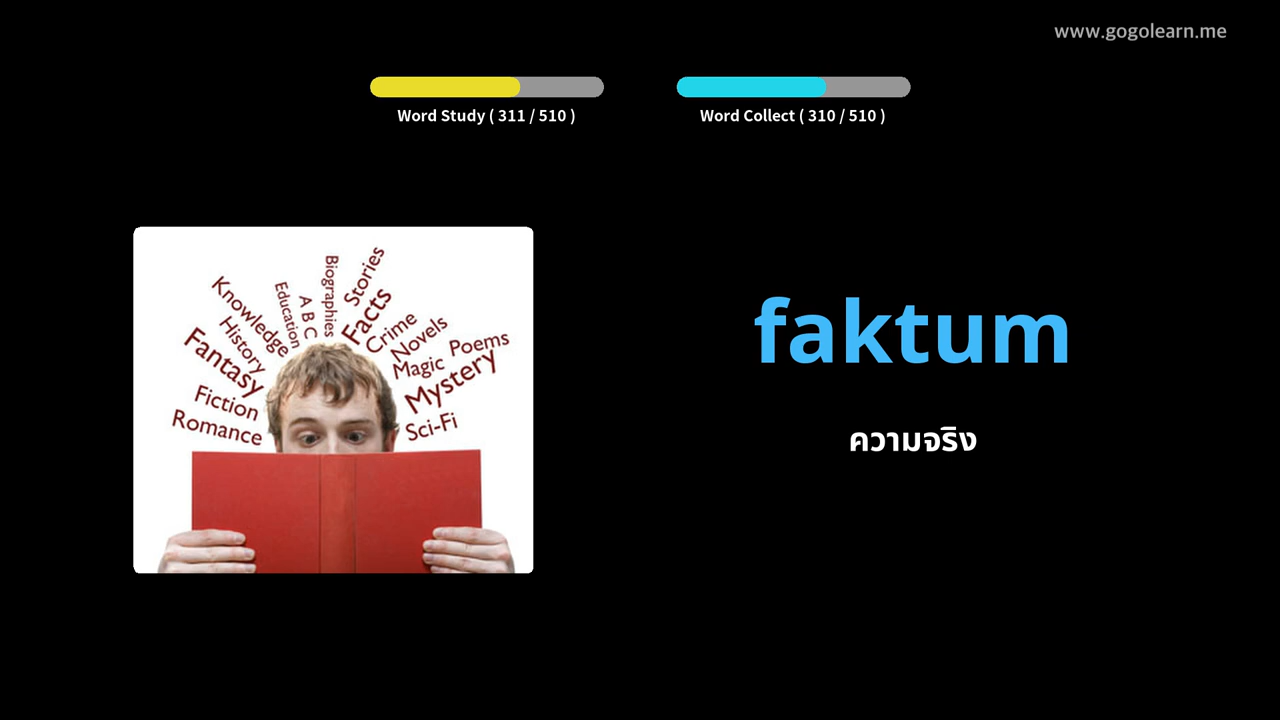 www.gogolearn.me
Word Study ( 311 / 510 )
Word Collect ( 310 / 510 )
Knowledge
Education
A B C
Biographies
Stories
Facts
Crime
Novels
Poems
Magic
Mystery
Sci-Fi
History
Fantasy
Fiction
Romance
faktum
ความจริง